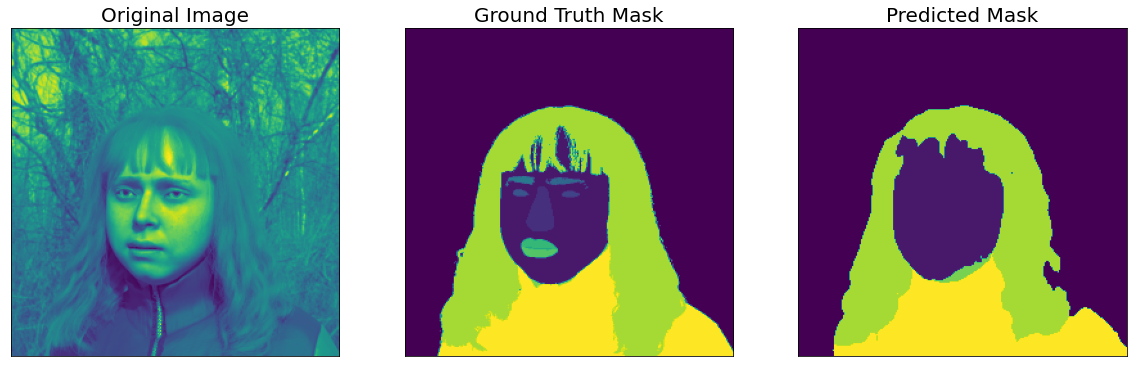 Original Image
Ground Truth Mask
Predicted Mask